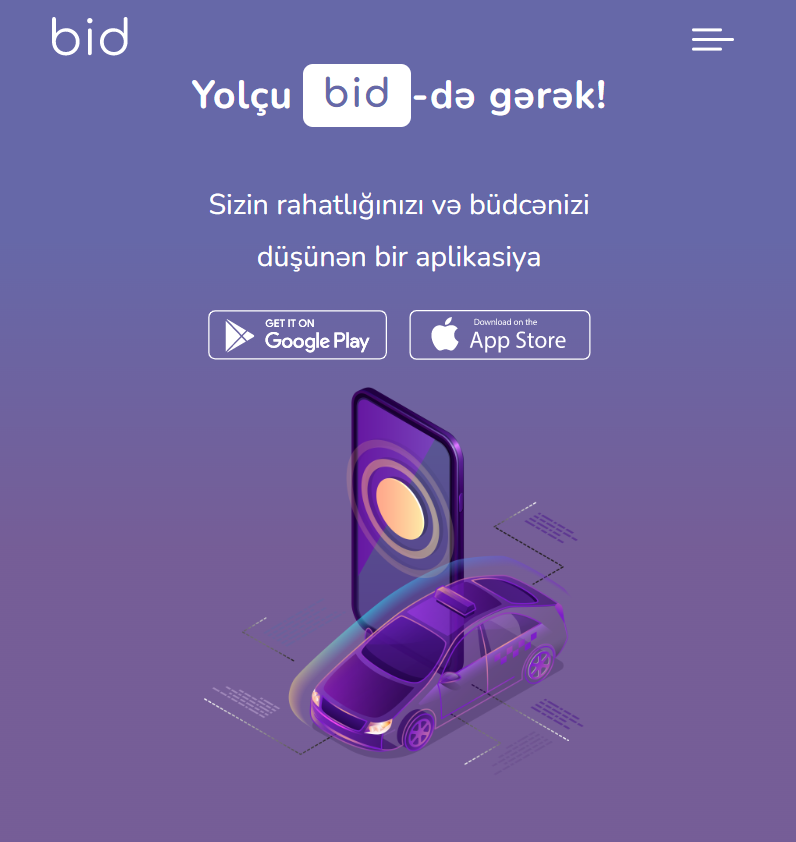 bid
Yolçu bid-də gərək!
Sizin rahatlığınızı və büdcənizi
düşünən bir aplikasiya
GET IT ON
Google Play
Download on the
App Store